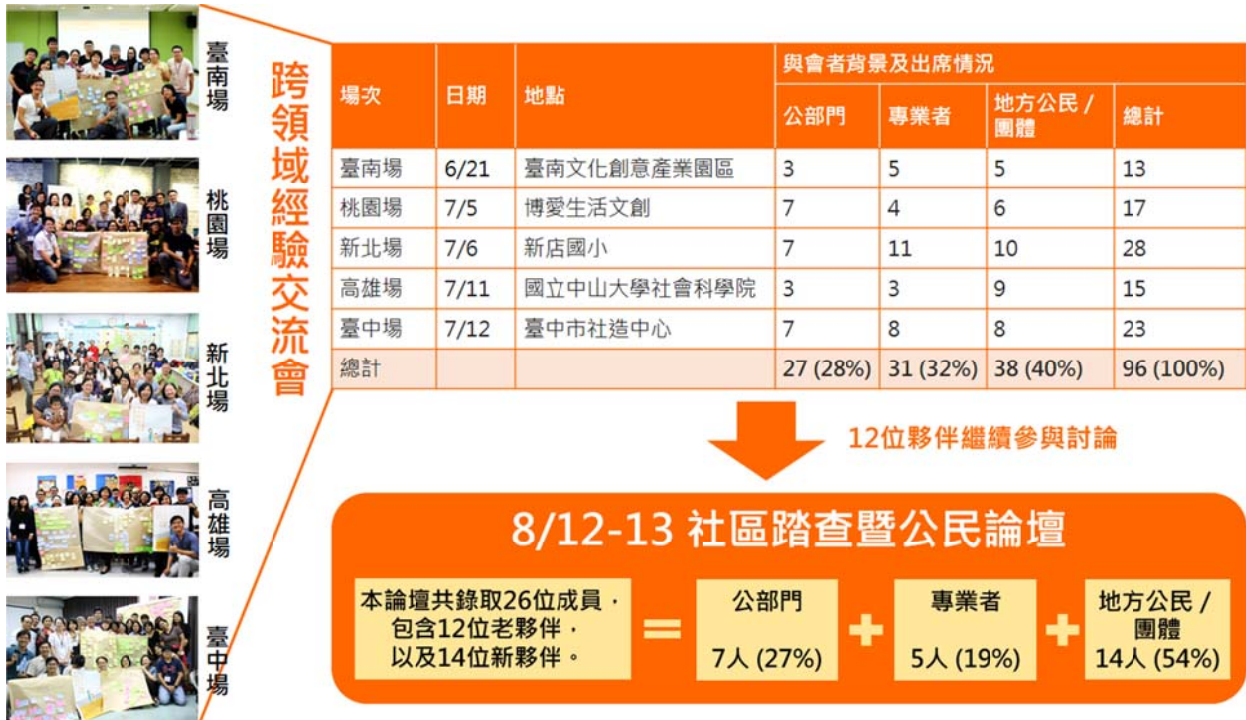 臺南場
桃園場
新北場
高雄場
臺中場
跨領域經驗交流會
場次 日期 地點 與會者背景及出席情況
公部門 專業者 地方公民 / 團體 總計
臺南場 6/21 臺南文化創意產業園區 3 5 5 13
桃園場 7/5 博愛生活文創 7 4 6 17
新北場 7/6 新店國小 7 11 10 28
高雄場 7/11 國立中山大學社會科學院 3 3 9 15
臺中場 7/12 臺中市社造中心 7 8 8 23
總計 27 (28%) 31 (32%) 38 (40%) 96 (100%)
12位夥伴繼續參與討論
8/12-13 社區踏查暨公民論壇
本論壇共錄取26位成員，
包含12位老夥伴，
以及14位新夥伴。
=
公部門
7人 (27%)
+
專業者
5人 (19%)
+
地方公民 /
團體
14人 (54%)